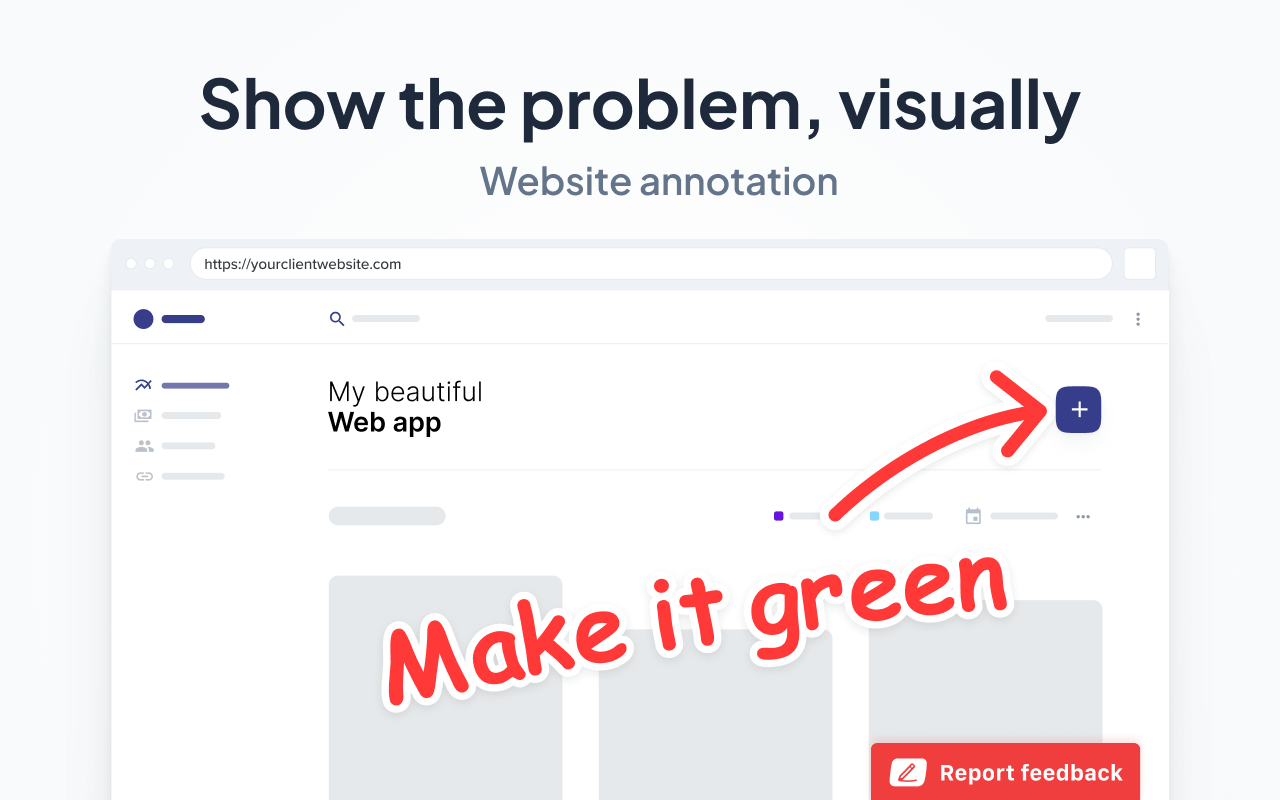 Show the problem, visually
Website annotation
https://yourclientwebsite.com
My beautiful
Web app
Make it green
Report feedback